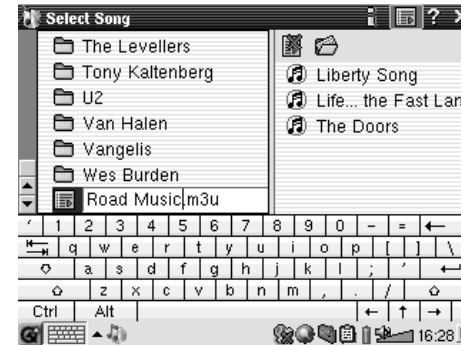 Select Song ?
The Levellers
Tony Kaltenberg
U2
Van Halen
Vangelis
Wes Burden
Road Music.m3u
Liberty Song
Life... the Fast Lan
The Doors
' 1 2 3 4 5 6 7 8 9 0 - =
q w e r t y u i o p [ ] \
a s d f g h j k l ; '
z x c v b n m , . /
Ctrl Alt
16:28